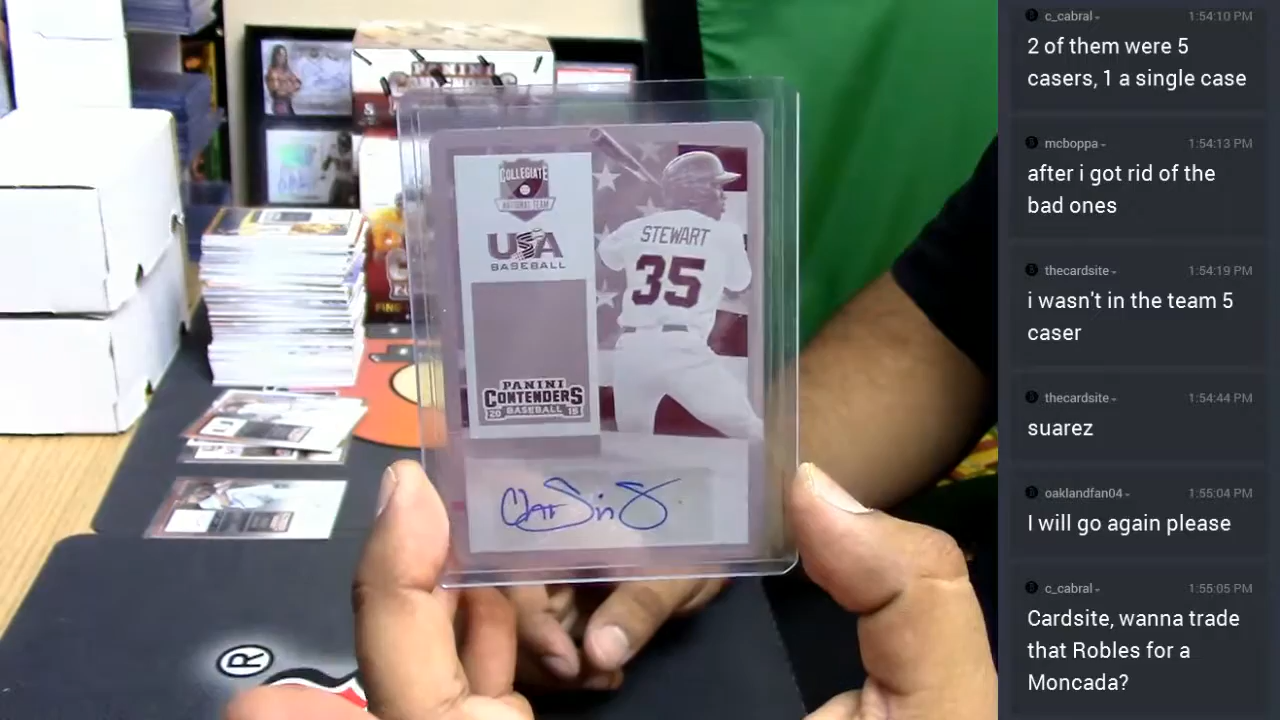 COLLEGIATE
NATIONAL TEAM
USA
BASEBALL
STEWART
35
PANINI
CONTENDERS
20 BASEBALL 15
®
c_cabral
1:54:10 PM
2 of them were 5
casers, 1 a single case
mcboppa
1:54:13 PM
after i got rid of the
bad ones
thecardsite
1:54:19 PM
i wasn't in the team 5
caser
thecardsite
1:54:44 PM
suarez
oaklandfan04
1:55:04 PM
I will go again please
c_cabral
1:55:05 PM
Cardsite, wanna trade
that Robles for a
Moncada?